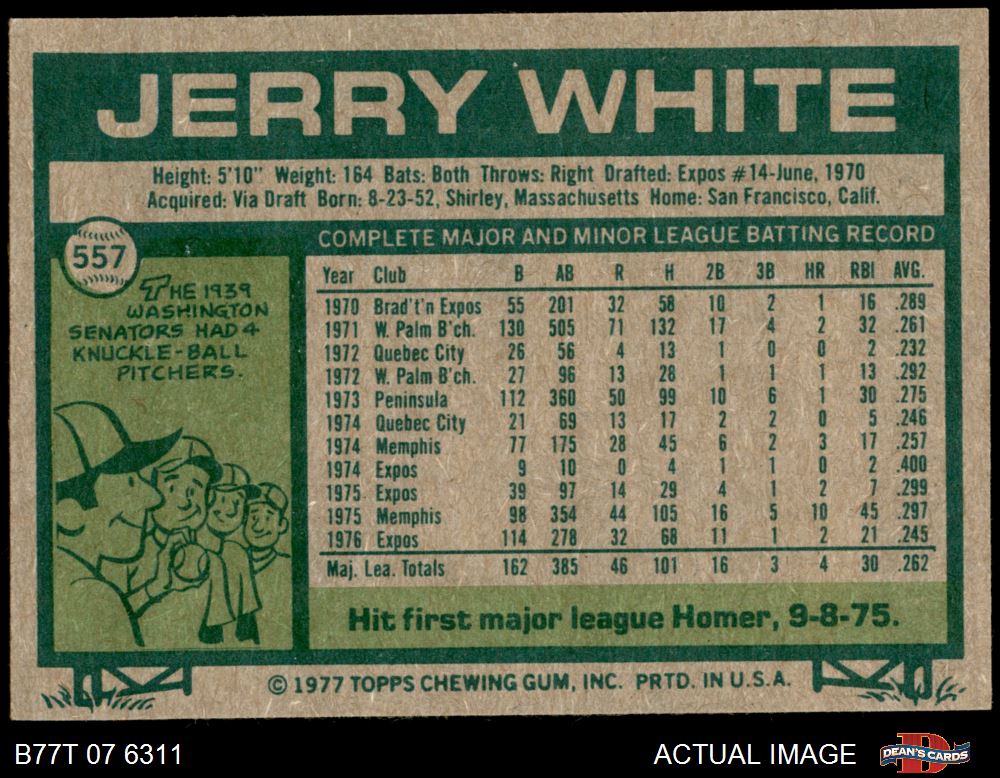 JERRY WHITE
Height: 5'10" Weight: 164 Bats: Both Throws: Right Drafted: Expos #14-June, 1970
Acquired: Via Draft Born: 8-23-52, Shirley, Massachusetts Home: San Francisco, Calif.
557
THE 1939
WASHINGTON
SENATORS HAD 4
KNUCKLE-BALL
PITCHERS.
COMPLETE MAJOR AND MINOR LEAGUE BATTING RECORD
Year Club B AB R H 2B 3B HR RBI AVG.
1970 Brad't'n Expos 55 201 32 58 10 2 1 16 .289
1971 W. Palm B'ch. 130 505 71 132 17 4 2 32 .261
1972 Quebec City 26 56 4 13 1 0 0 2 .232
1972 W. Palm B'ch. 27 96 13 28 1 1 1 13 .292
1973 Peninsula 112 360 50 99 10 6 1 30 .275
1974 Quebec City 21 69 13 17 2 2 0 5 .246
1974 Memphis 77 175 28 45 6 2 3 17 .257
1974 Expos 9 10 0 4 1 1 0 2 .400
1975 Expos 39 97 14 29 4 1 2 7 .299
1975 Memphis 98 354 44 105 16 5 10 45 .297
1976 Expos 114 278 32 68 11 1 2 21 .245
Maj. Lea. Totals 162 385 46 101 16 3 4 30 .262
Hit first major league Homer, 9-8-75.
© 1977 TOPPS CHEWING GUM, INC. PRTD. IN U.S.A.
B77T 07 6311 ACTUAL IMAGE DEAN'S CARDS